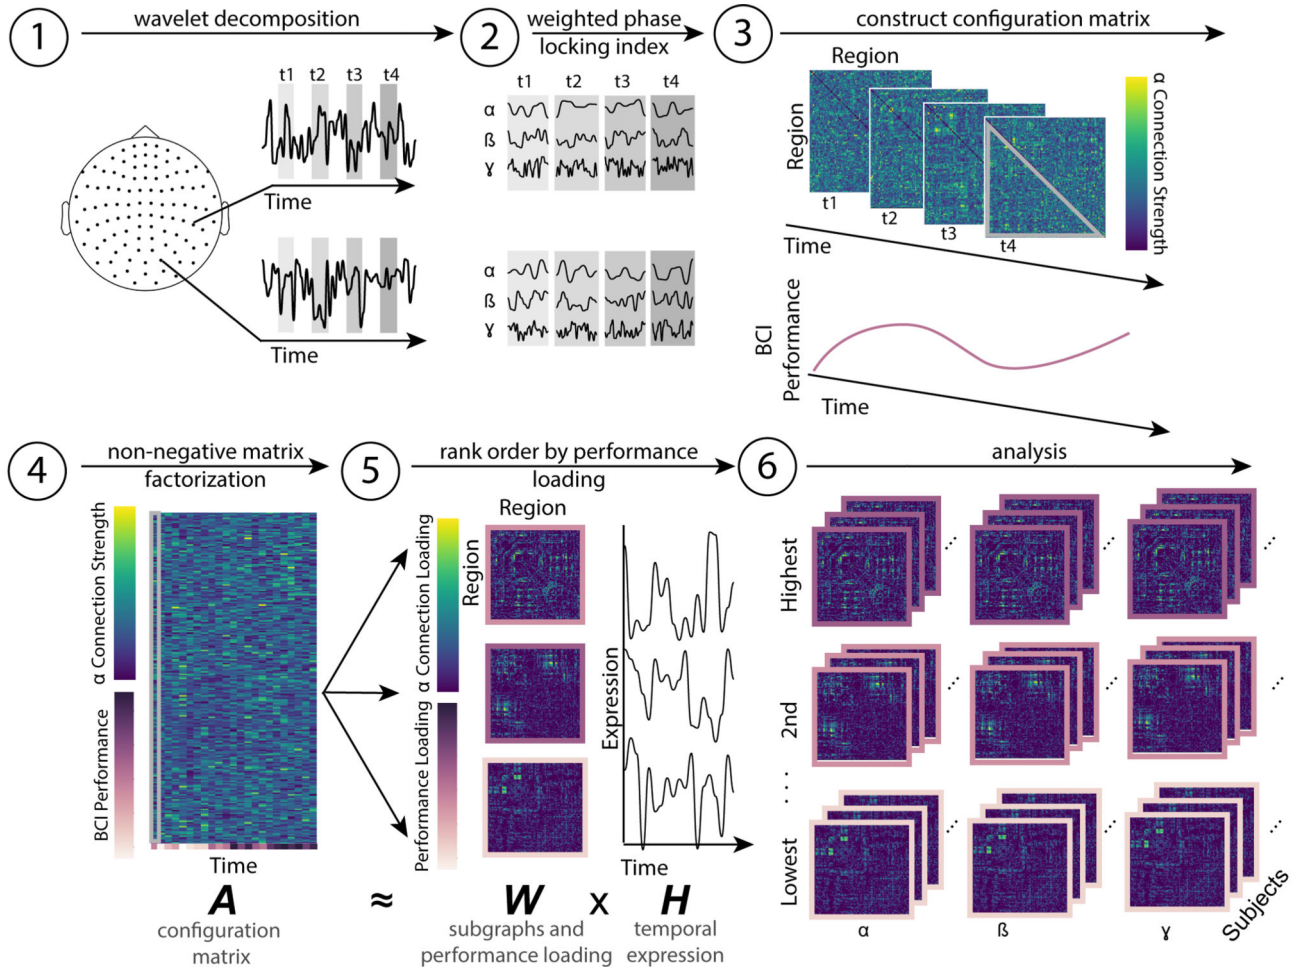 1
wavelet decomposition
t1 t2 t3 t4
Time
Time
2
weighted phase
locking index
t1 t2 t3 t4
α
ß
ɣ
α
ß
ɣ
3
construct configuration matrix
Region
Region
t1
t2
t3
t4
Time
α Connection Strength
BCI
Performance
Time
4
non-negative matrix
factorization
α Connection Strength
BCI Performance
Time
A
configuration
matrix
≈
5
rank order by performance
loading
α Connection Loading
Performance Loading
Region
Region
Expression
Time
W x H
subgraphs and
performance loading
temporal
expression
6
analysis
Highest
...
...
...
2nd
...
...
...
. . .
Lowest
...
...
...
α ß ɣ
Subjects